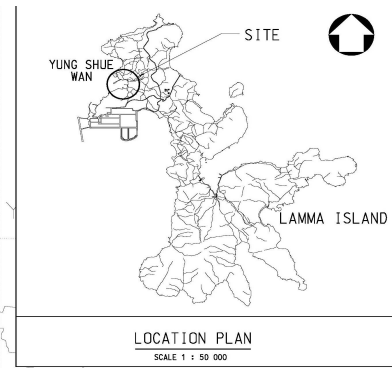 SITE
YUNG SHUE
WAN
LAMMA ISLAND
LOCATION PLAN
SCALE 1 : 50 000